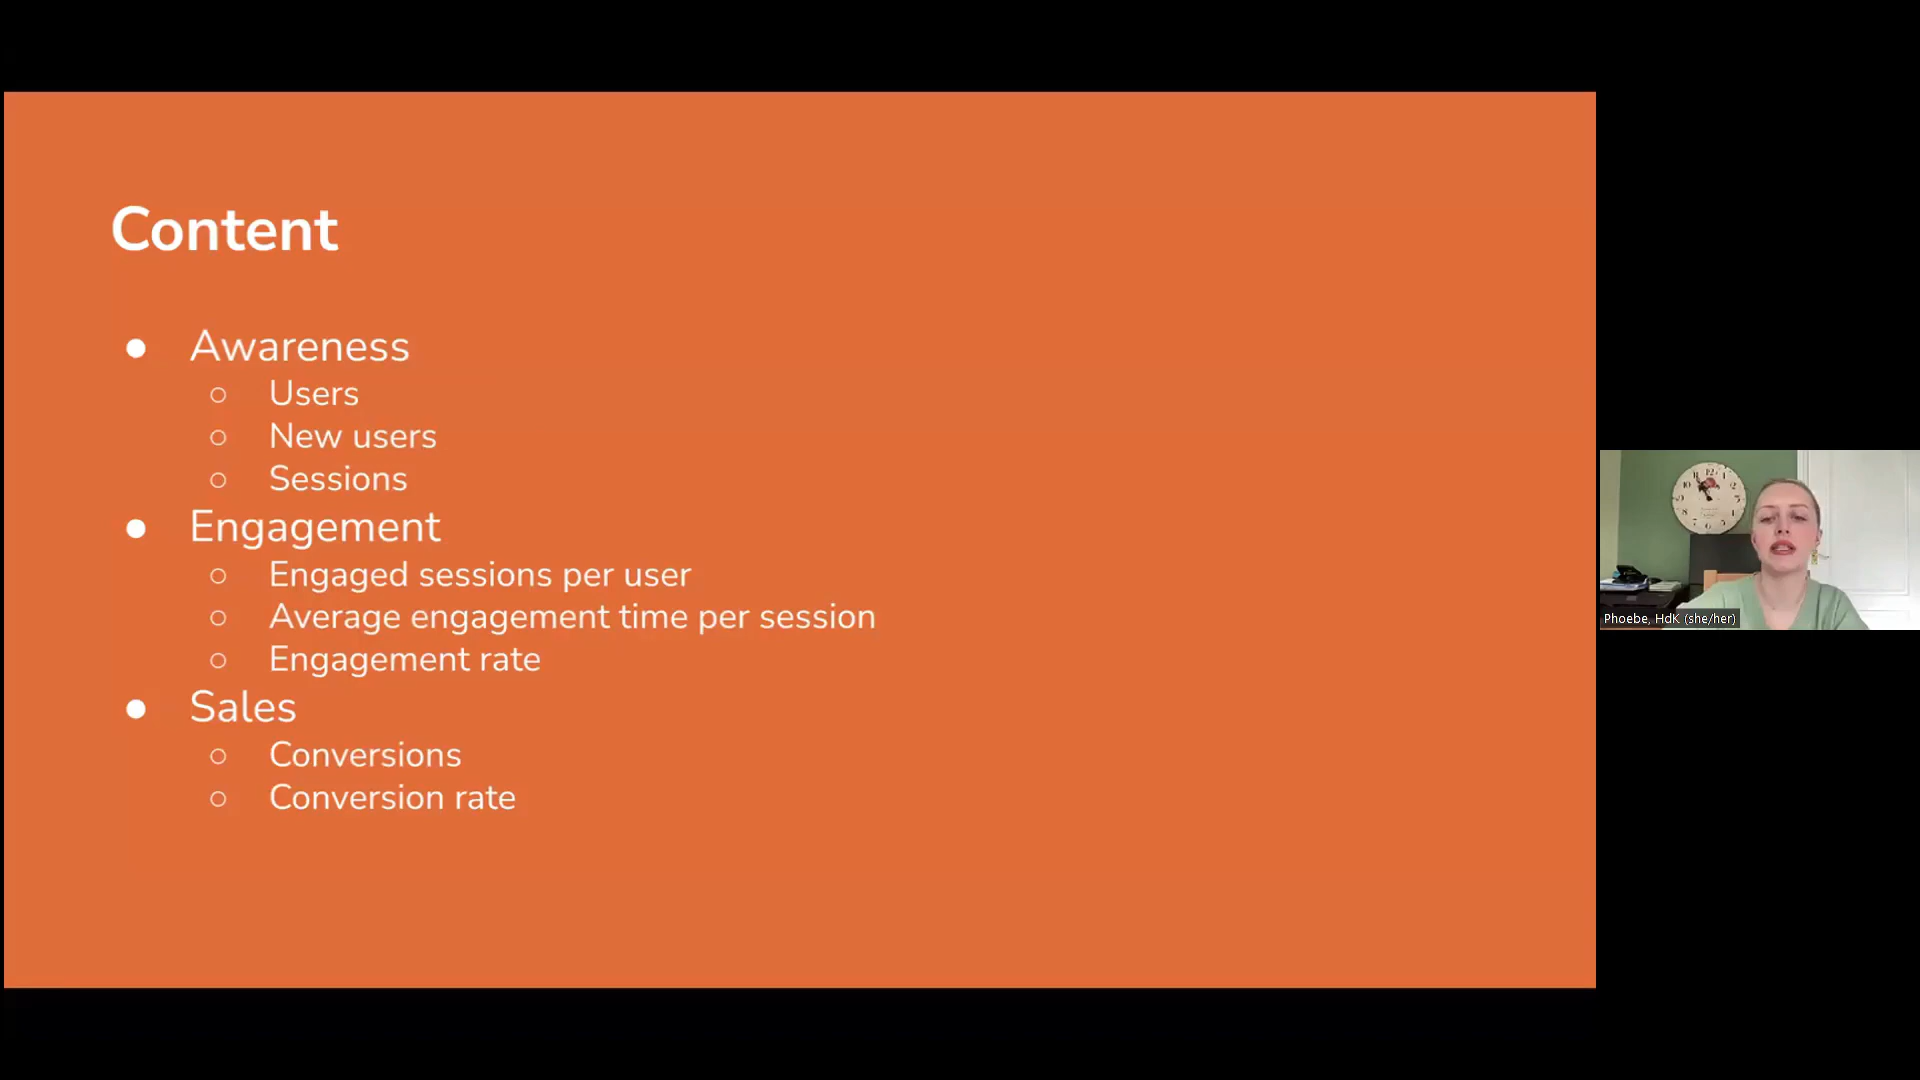 Content
● Awareness
○ Users
○ New users
○ Sessions
● Engagement
○ Engaged sessions per user
○ Average engagement time per session
○ Engagement rate
● Sales
○ Conversions
○ Conversion rate
Phoebe, HdK (she/her)